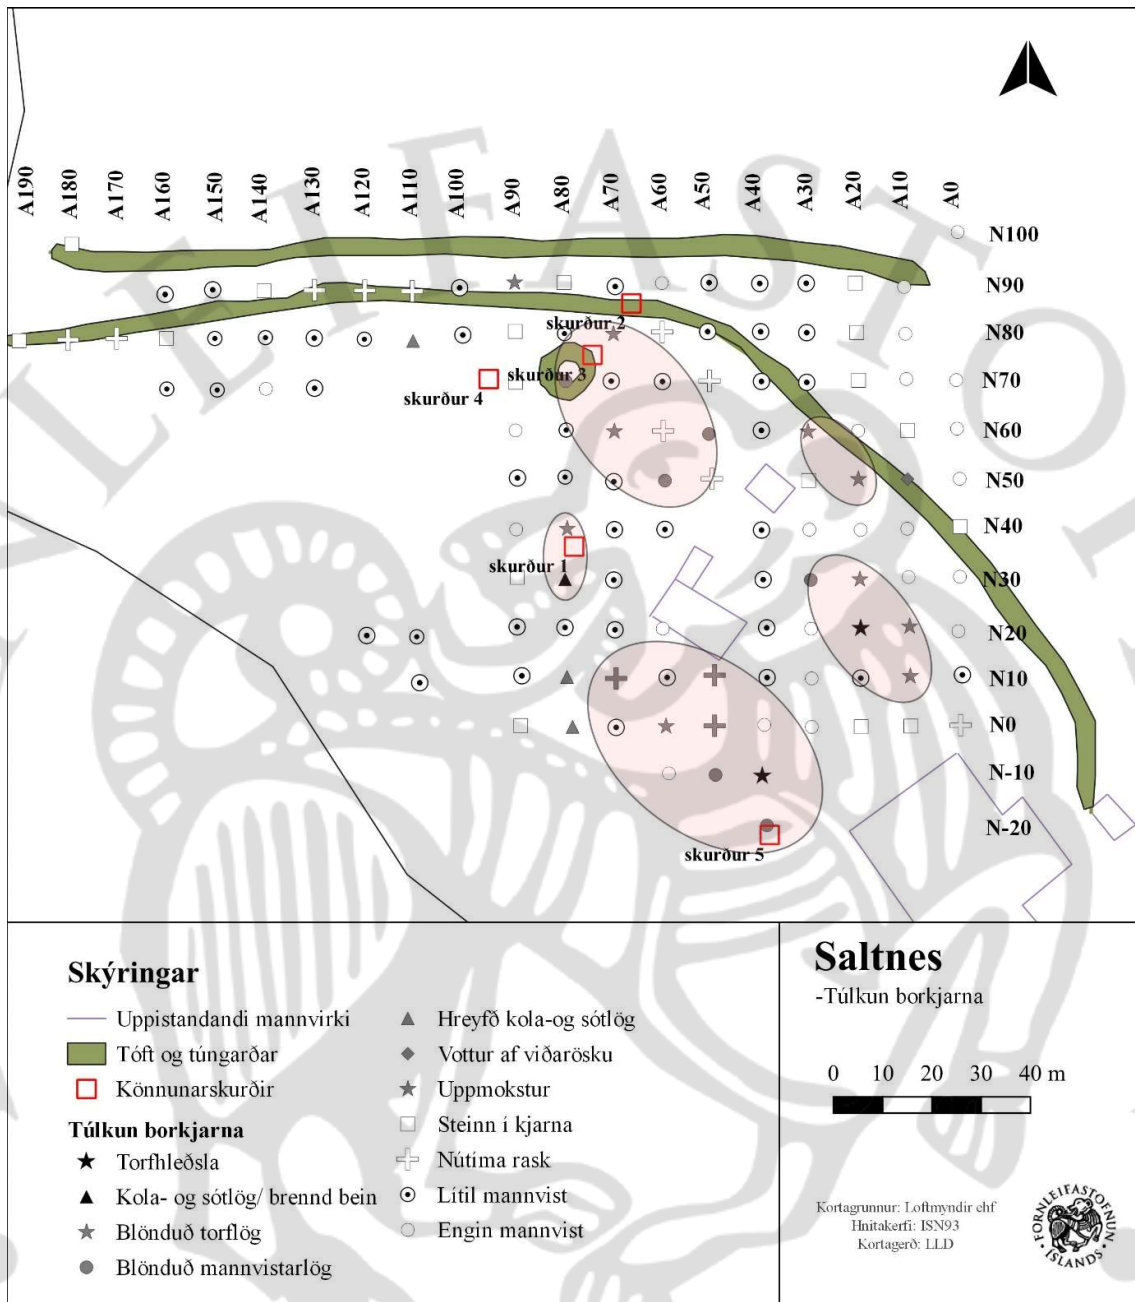 A190 A180 A170 A160 A150 A140 A130 A120 A110 A100 A90 A80 A70 A60 A50 A40 A30 A20 A10 A0
N100
N90
skurður 2
N80
skurður 3
N70
skurður 4
N60
N50
N40
skurður 1
N30
N20
N10
N0
N-10
N-20
skurður 5
Skýringar
Uppistandandi mannvirki
Tóft og túngarðar
Könnunarskurðir
Túlkun borkjarna
Torfhleðsla
Kola- og sótlög/ brennd bein
Blönduð torflög
Blönduð mannvistarlög
Hreyfð kola-og sótlög
Vottur af viðarösku
Uppmokstur
Steinn í kjarna
Nútíma rask
Lítil mannvist
Engin mannvist
Saltnes
-Túlkun borkjarna
0 10 20 30 40 m
Kortagrunnur: Loftmyndir ehf
Hnitakerfi: ISN93
Kortagerð: LLD
FORNLEIFASTOFNUN
ÍSLANDS